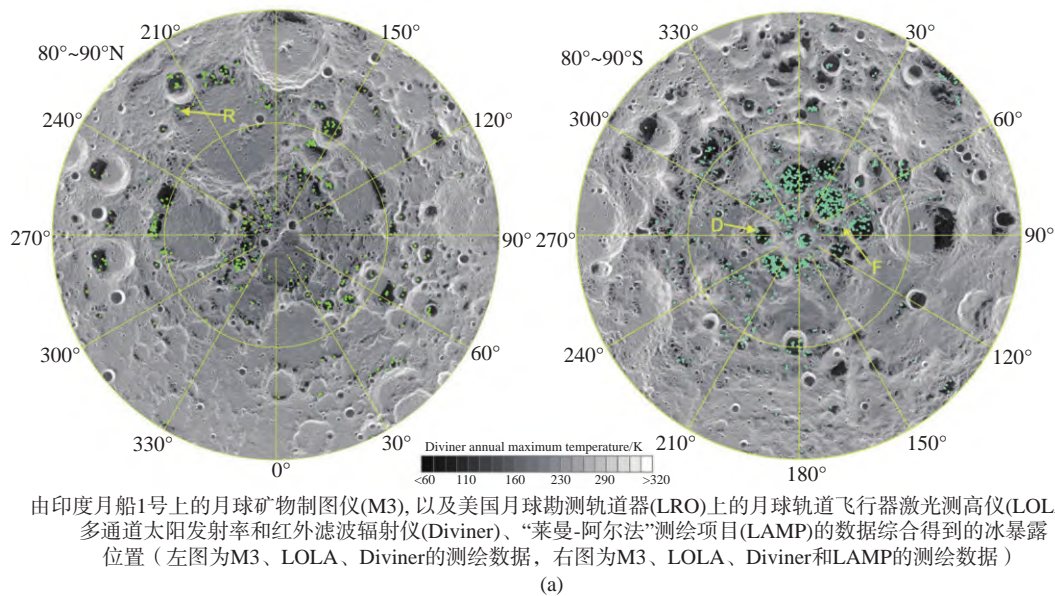 80°~90°N
210°
150°
240°
120°
270°
90°
300°
60°
330°
30°
0°
R
80°~90°S
330°
30°
300°
60°
270°
90°
240°
120°
210°
150°
180°
D
F
Diviner annual maximum temperature/K
<60 110 160 230 290 >320
由印度月船1号上的月球矿物制图仪(M3), 以及美国月球勘测轨道器(LRO)上的月球轨道飞行器激光测高仪(LOL
多通道太阳发射率和红外滤波辐射仪(Diviner)、“莱曼-阿尔法”测绘项目(LAMP)的数据综合得到的冰暴露
位置（左图为M3、LOLA、Diviner的测绘数据，右图为M3、LOLA、Diviner和LAMP的测绘数据）
(a)